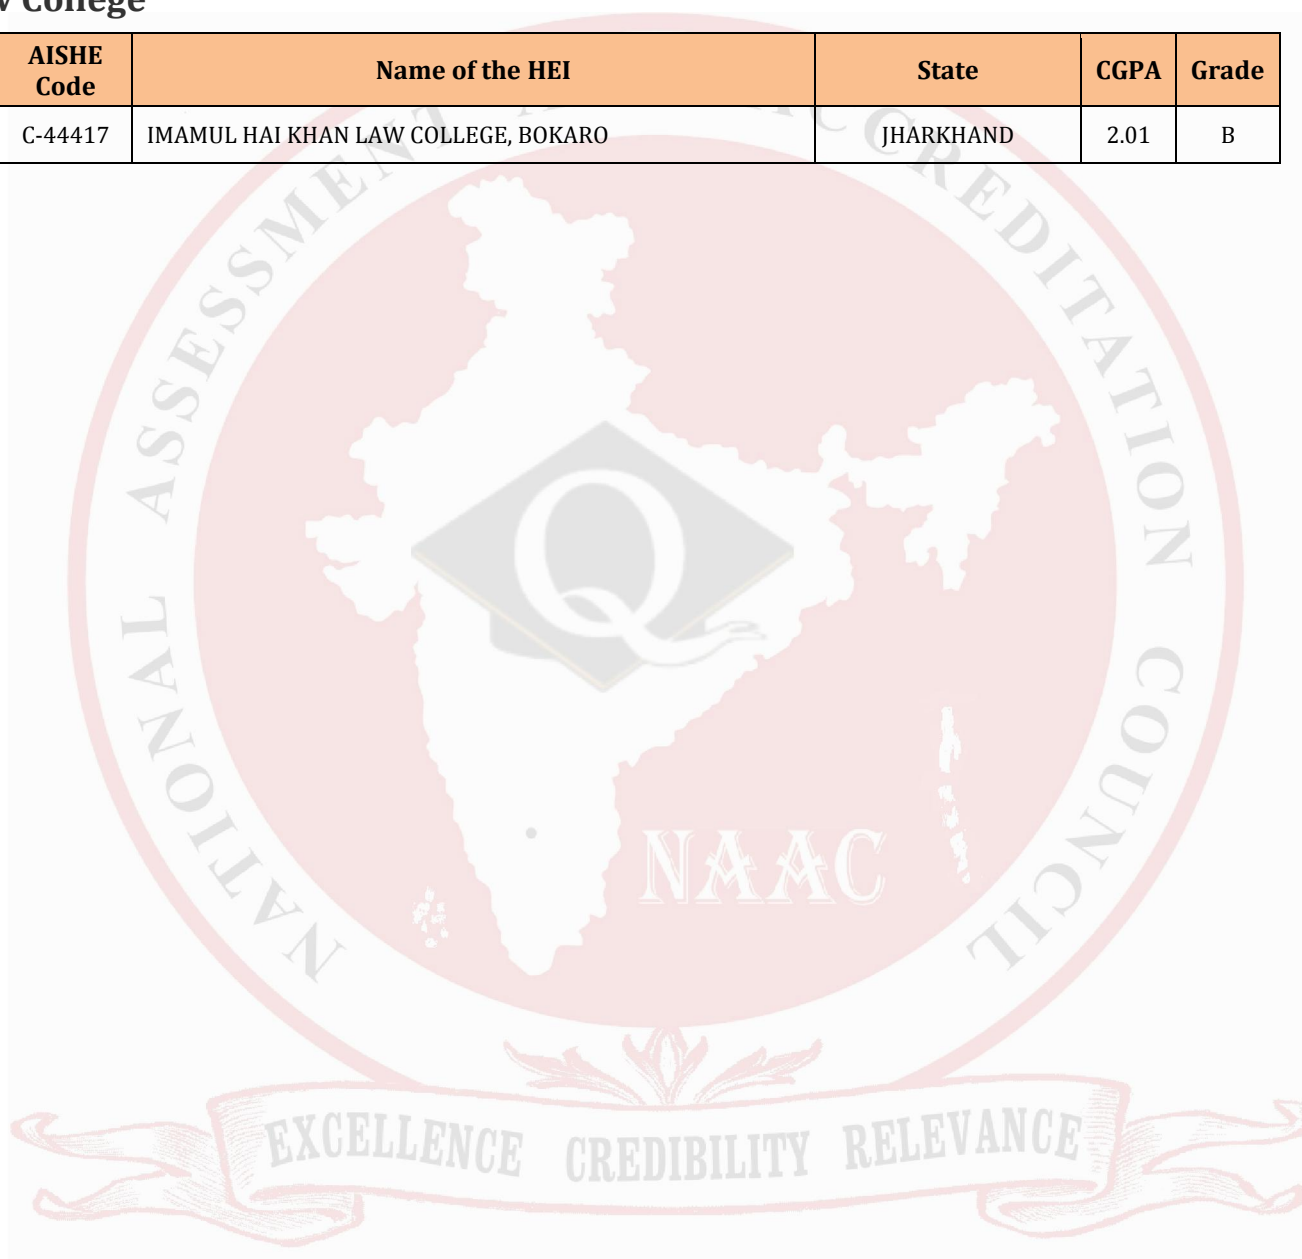 College
AISHE Code Name of the HEI State CGPA Grade
C-44417 IMAMUL HAI KHAN LAW COLLEGE, BOKARO JHARKHAND 2.01 B
NATIONAL ASSESSMENT ACCREDITATION COUNCIL
Q
NAAC
EXCELLENCE CREDIBILITY RELEVANCE